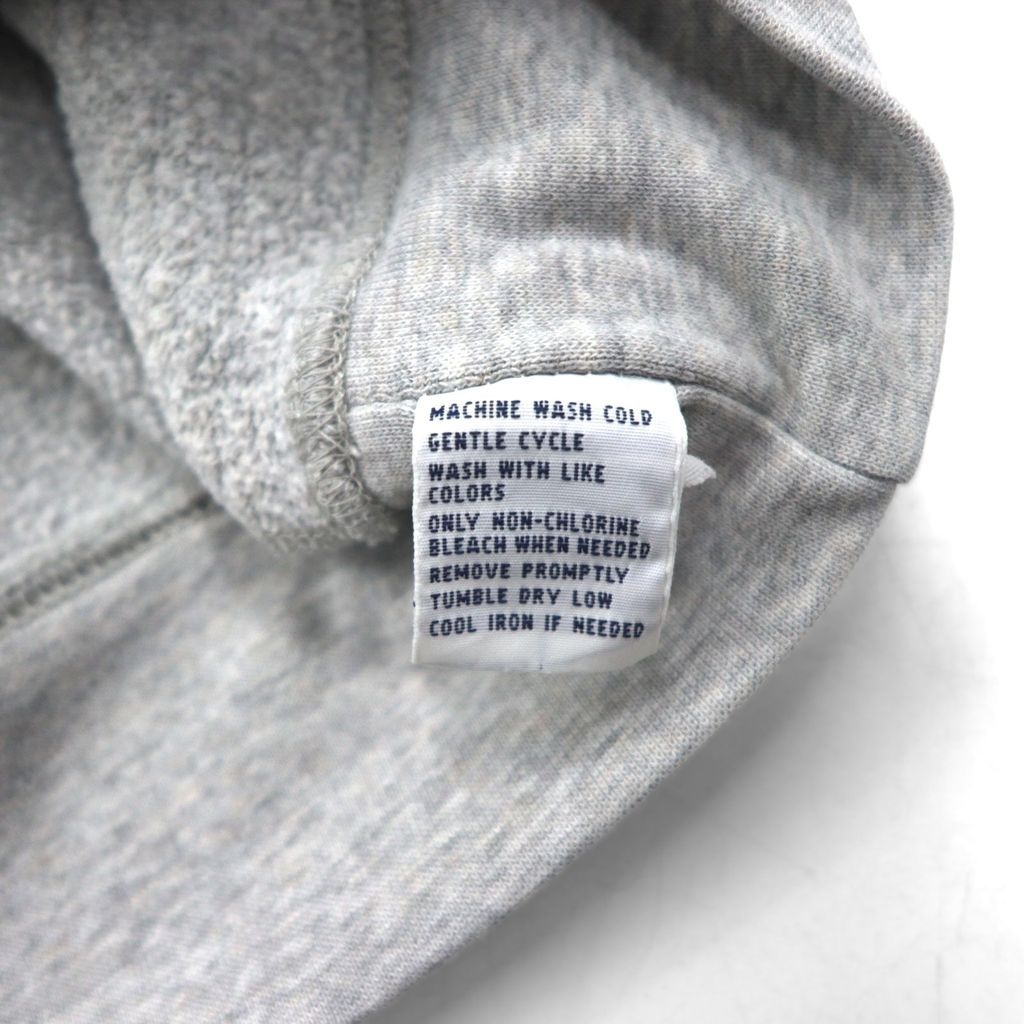 MACHINE WASH COLD
GENTLE CYCLE
WASH WITH LIKE
COLORS
ONLY NON-CHLORINE
BLEACH WHEN NEEDED
REMOVE PROMPTLY
TUMBLE DRY LOW
COOL IRON IF NEEDED